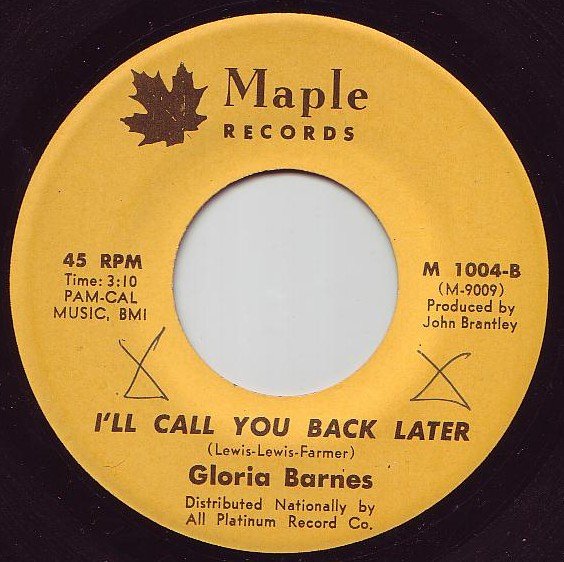 Maple
RECORDS
45 RPM
Time: 3:10
PAM-CAL
MUSIC, BMI
M 1004-B
(M-9009)
Produced by
John Brantley
I'LL CALL YOU BACK LATER
(Lewis-Lewis-Farmer)
Gloria Barnes
Distributed Nationally by
All Platinum Record Co.